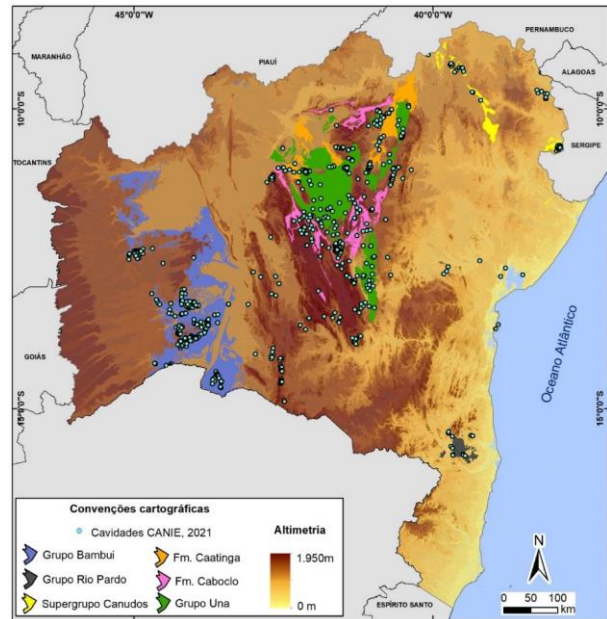 45°0'0"O
40°0'0"O
PERNAMBUCO
MARANHÃO
PIAUÍ
ALAGOAS
10°0'0"S
10°0'0"S
SERGIPE
TOCANTINS
Oceano Atlântico
GOIÁS
15°0'0"S
15°0'0"S
Convenções cartográficas
Cavidades CANIE, 2021
Grupo Bambui
Grupo Rio Pardo
Supergrupo Canudos
Fm. Caatinga
Fm. Caboclo
Grupo Una
Altimetria
1.950m
0 m
ESPÍRITO SANTO
N
0 50 100
km